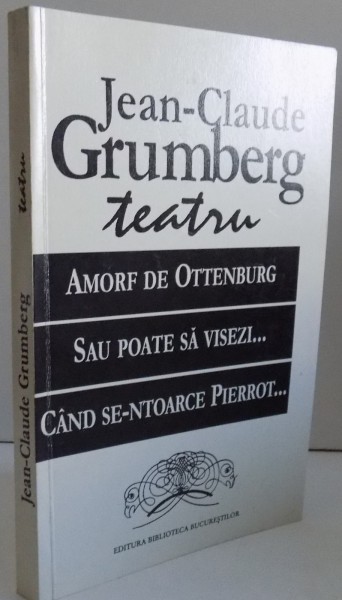 Jean-Claude
Grumberg
teatru
AMORF DE OTTENBURG
SAU POATE SĂ VISEZI...
CÂND SE-NTOARCE PIERROT...
EDITURA BIBLIOTECA BUCUREŞTILOR
Jean-Claude Grumberg teatru